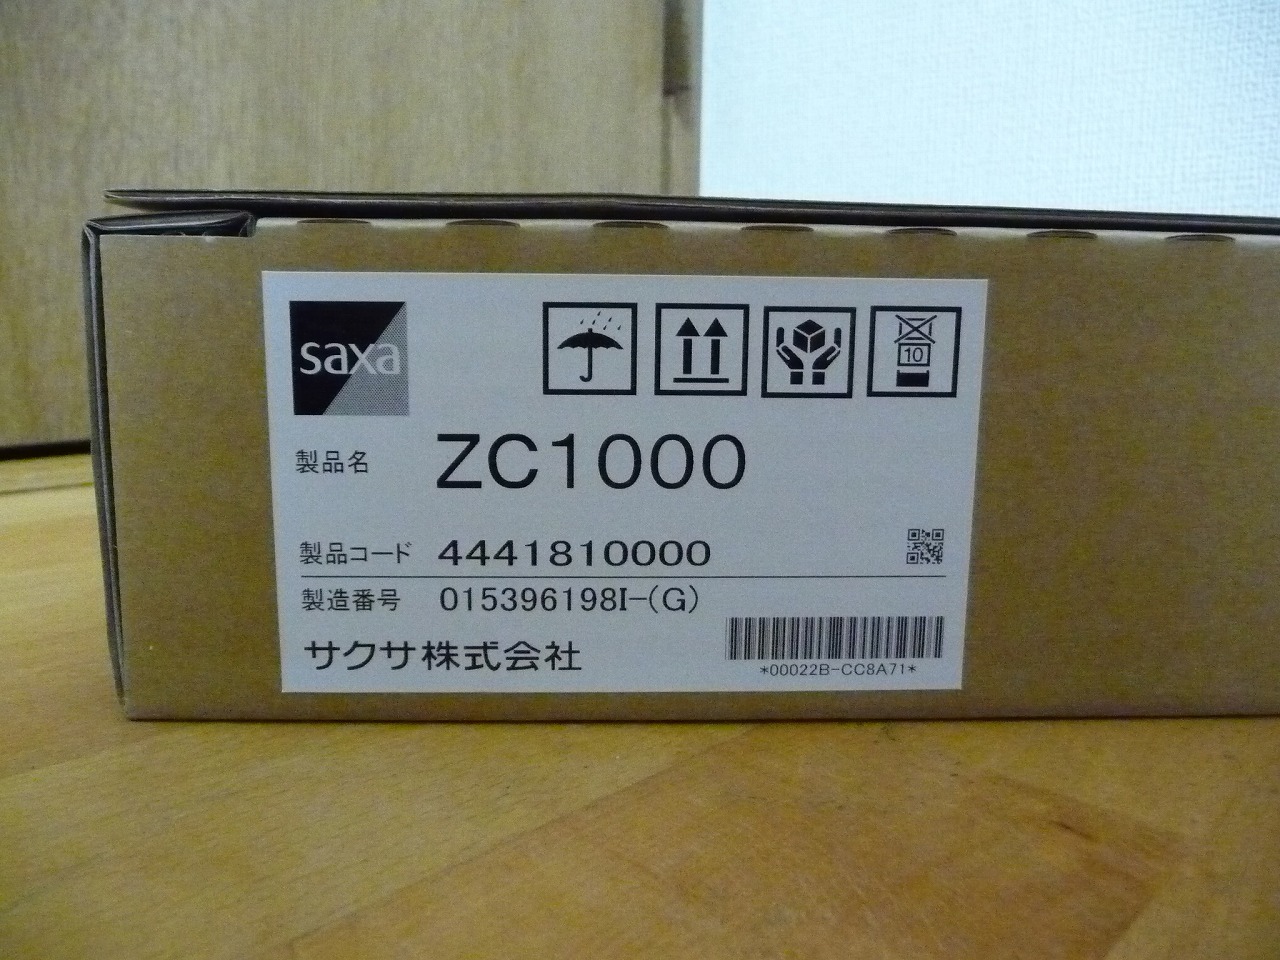 saxa
10
製品名 ZC1000
製品コード 4441810000
製造番号 015396198I-(G)
サクサ株式会社
*00022B-CC8A71*